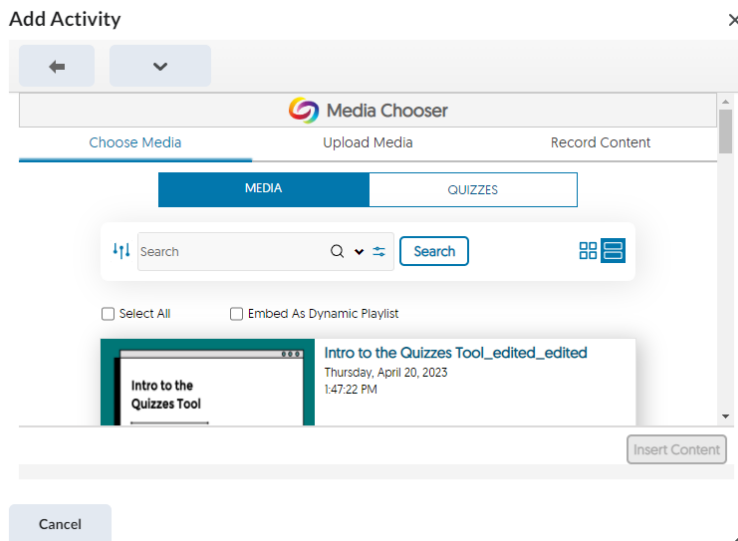 Add Activity
Media Chooser
Choose Media
Upload Media
Record Content
MEDIA
QUIZZES
Search
Search
Select All
Embed As Dynamic Playlist
Intro to the
Quizzes Tool
Intro to the Quizzes Tool_edited_edited
Thursday, April 20, 2023
1:47:22 PM
Insert Content
Cancel